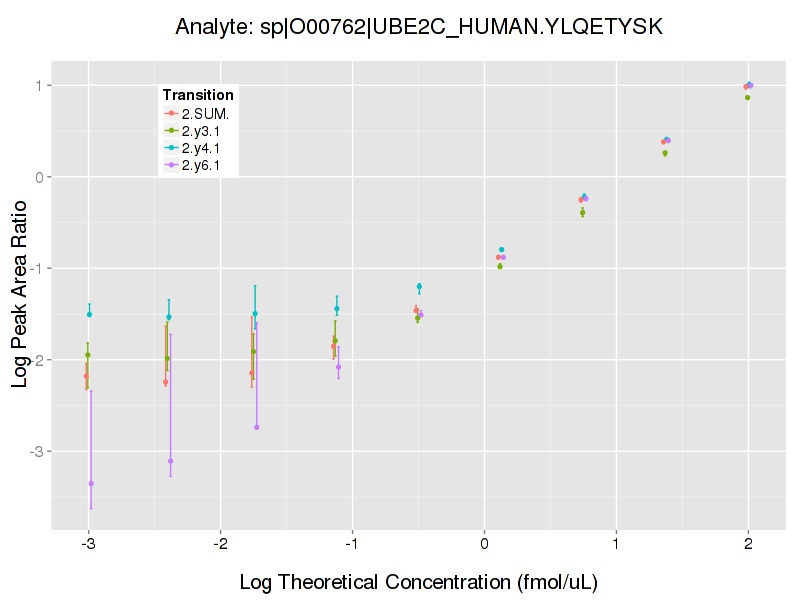 Analyte: sp|O00762|UBE2C_HUMAN.YLQETYSK
Transition
2.SUM.
2.y3.1
2.y4.1
2.y6.1
Log Peak Area Ratio
1
0
-1
-2
-3
-3 -2 -1 0 1 2
Log Theoretical Concentration (fmol/uL)